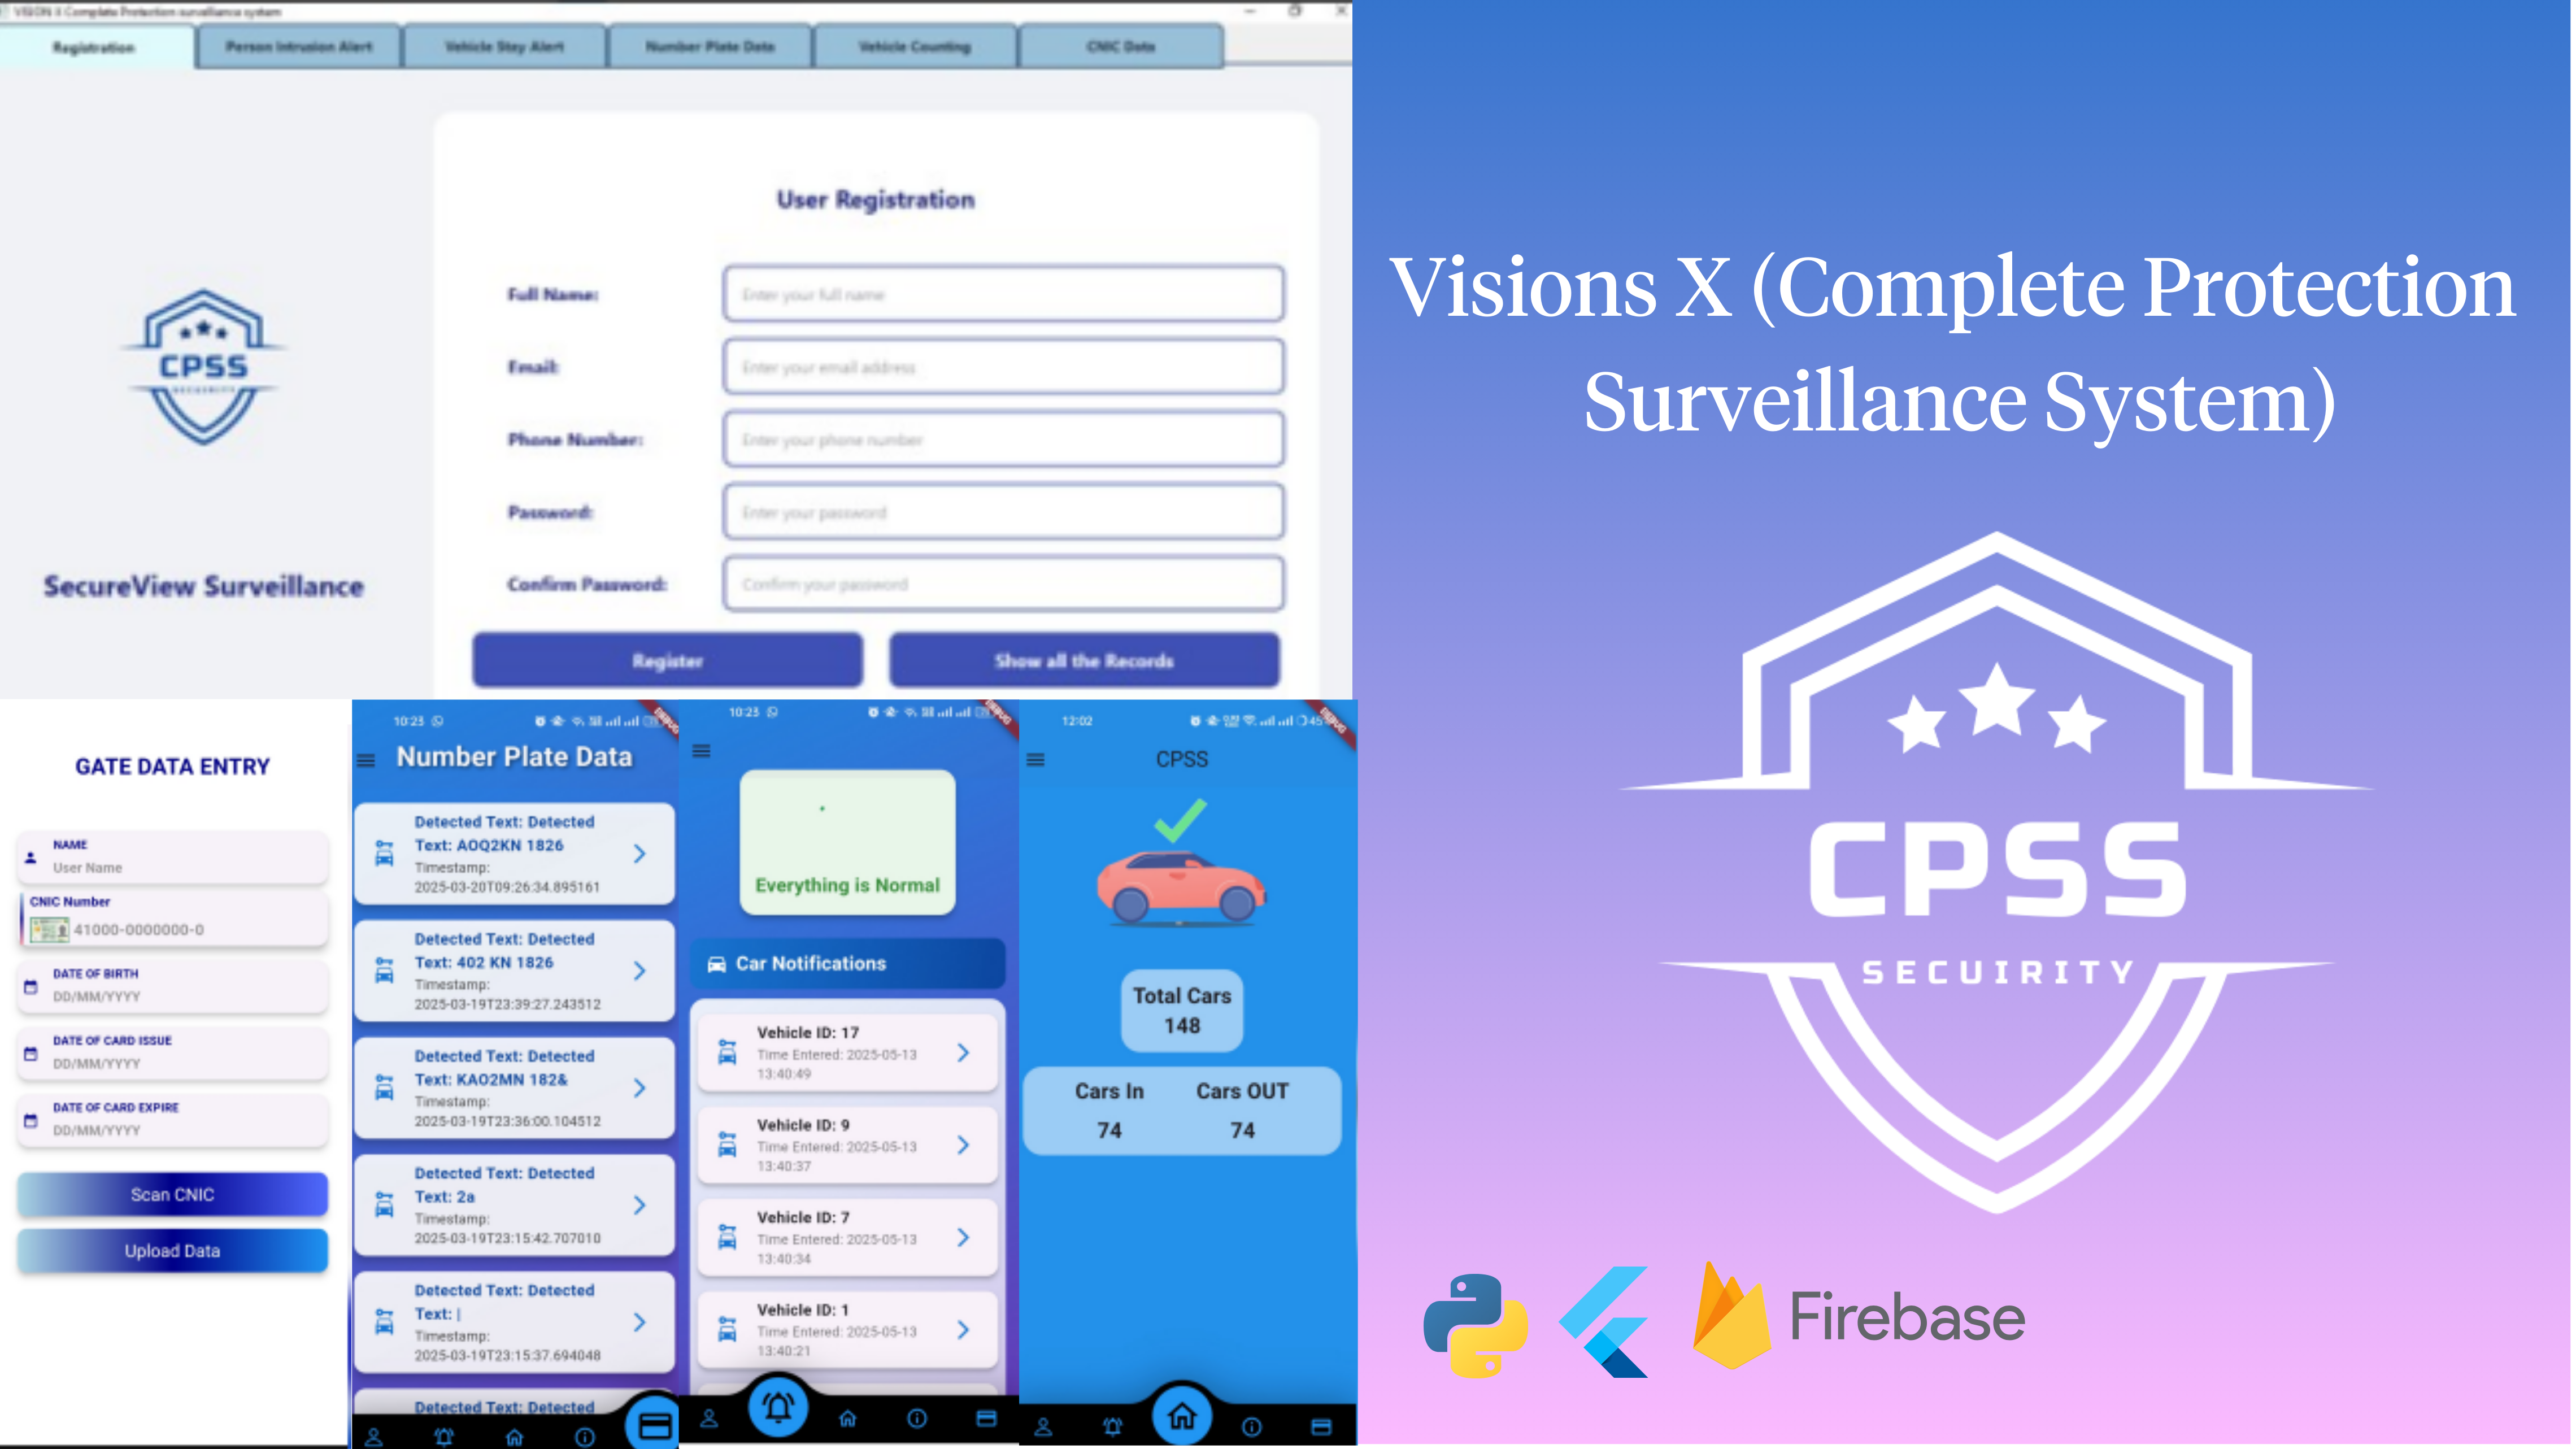 VISION X Complete Protection survaillance system
Registration
Person Intrusion Alert
Vehicle Stay Alert
Number Plate Data
Vehicle Counting
CNIC Data
CPSS
SecureView Surveillance
User Registration
Full Name:
Enter your full name
Email:
Enter your email address
Phone Number:
Enter your phone number
Password:
Enter your password
Confirm Password:
Confirm your password
Register
Show all the Records
GATE DATA ENTRY
NAME
User Name
CNIC Number
41000-0000000-0
DATE OF BIRTH
DD/MM/YYYY
DATE OF CARD ISSUE
DD/MM/YYYY
DATE OF CARD EXPIRE
DD/MM/YYYY
Scan CNIC
Upload Data
10:23
Number Plate Data
Detected Text: Detected
Text: AOQ2KN 1826
Timestamp:
2025-03-20T09:26:34.895161
Detected Text: Detected
Text: 402 KN 1826
Timestamp:
2025-03-19T23:39:27.243512
Detected Text: Detected
Text: KAO2MN 182&
Timestamp:
2025-03-19T23:36:00.104512
Detected Text: Detected
Text: 2a
Timestamp:
2025-03-19T23:15:42.707010
Detected Text: Detected
Text: |
Timestamp:
2025-03-19T23:15:37.694048
Detected Text: Detected
10:23
DEBUG
Everything is Normal
Car Notifications
Vehicle ID: 17
Time Entered: 2025-05-13
13:40:49
Vehicle ID: 9
Time Entered: 2025-05-13
13:40:37
Vehicle ID: 7
Time Entered: 2025-05-13
13:40:34
Vehicle ID: 1
Time Entered: 2025-05-13
13:40:21
12:02
45
DEBUG
CPSS
Total Cars
148
Cars In
Cars OUT
74
74
Visions X (Complete Protection
Surveillance System)
CPSS
SECUIRITY
Firebase